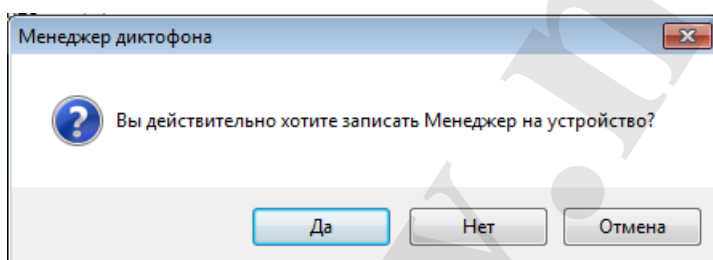 Менеджер диктофона
Вы действительно хотите записать Менеджер на устройство?
Да
Нет
Отмена